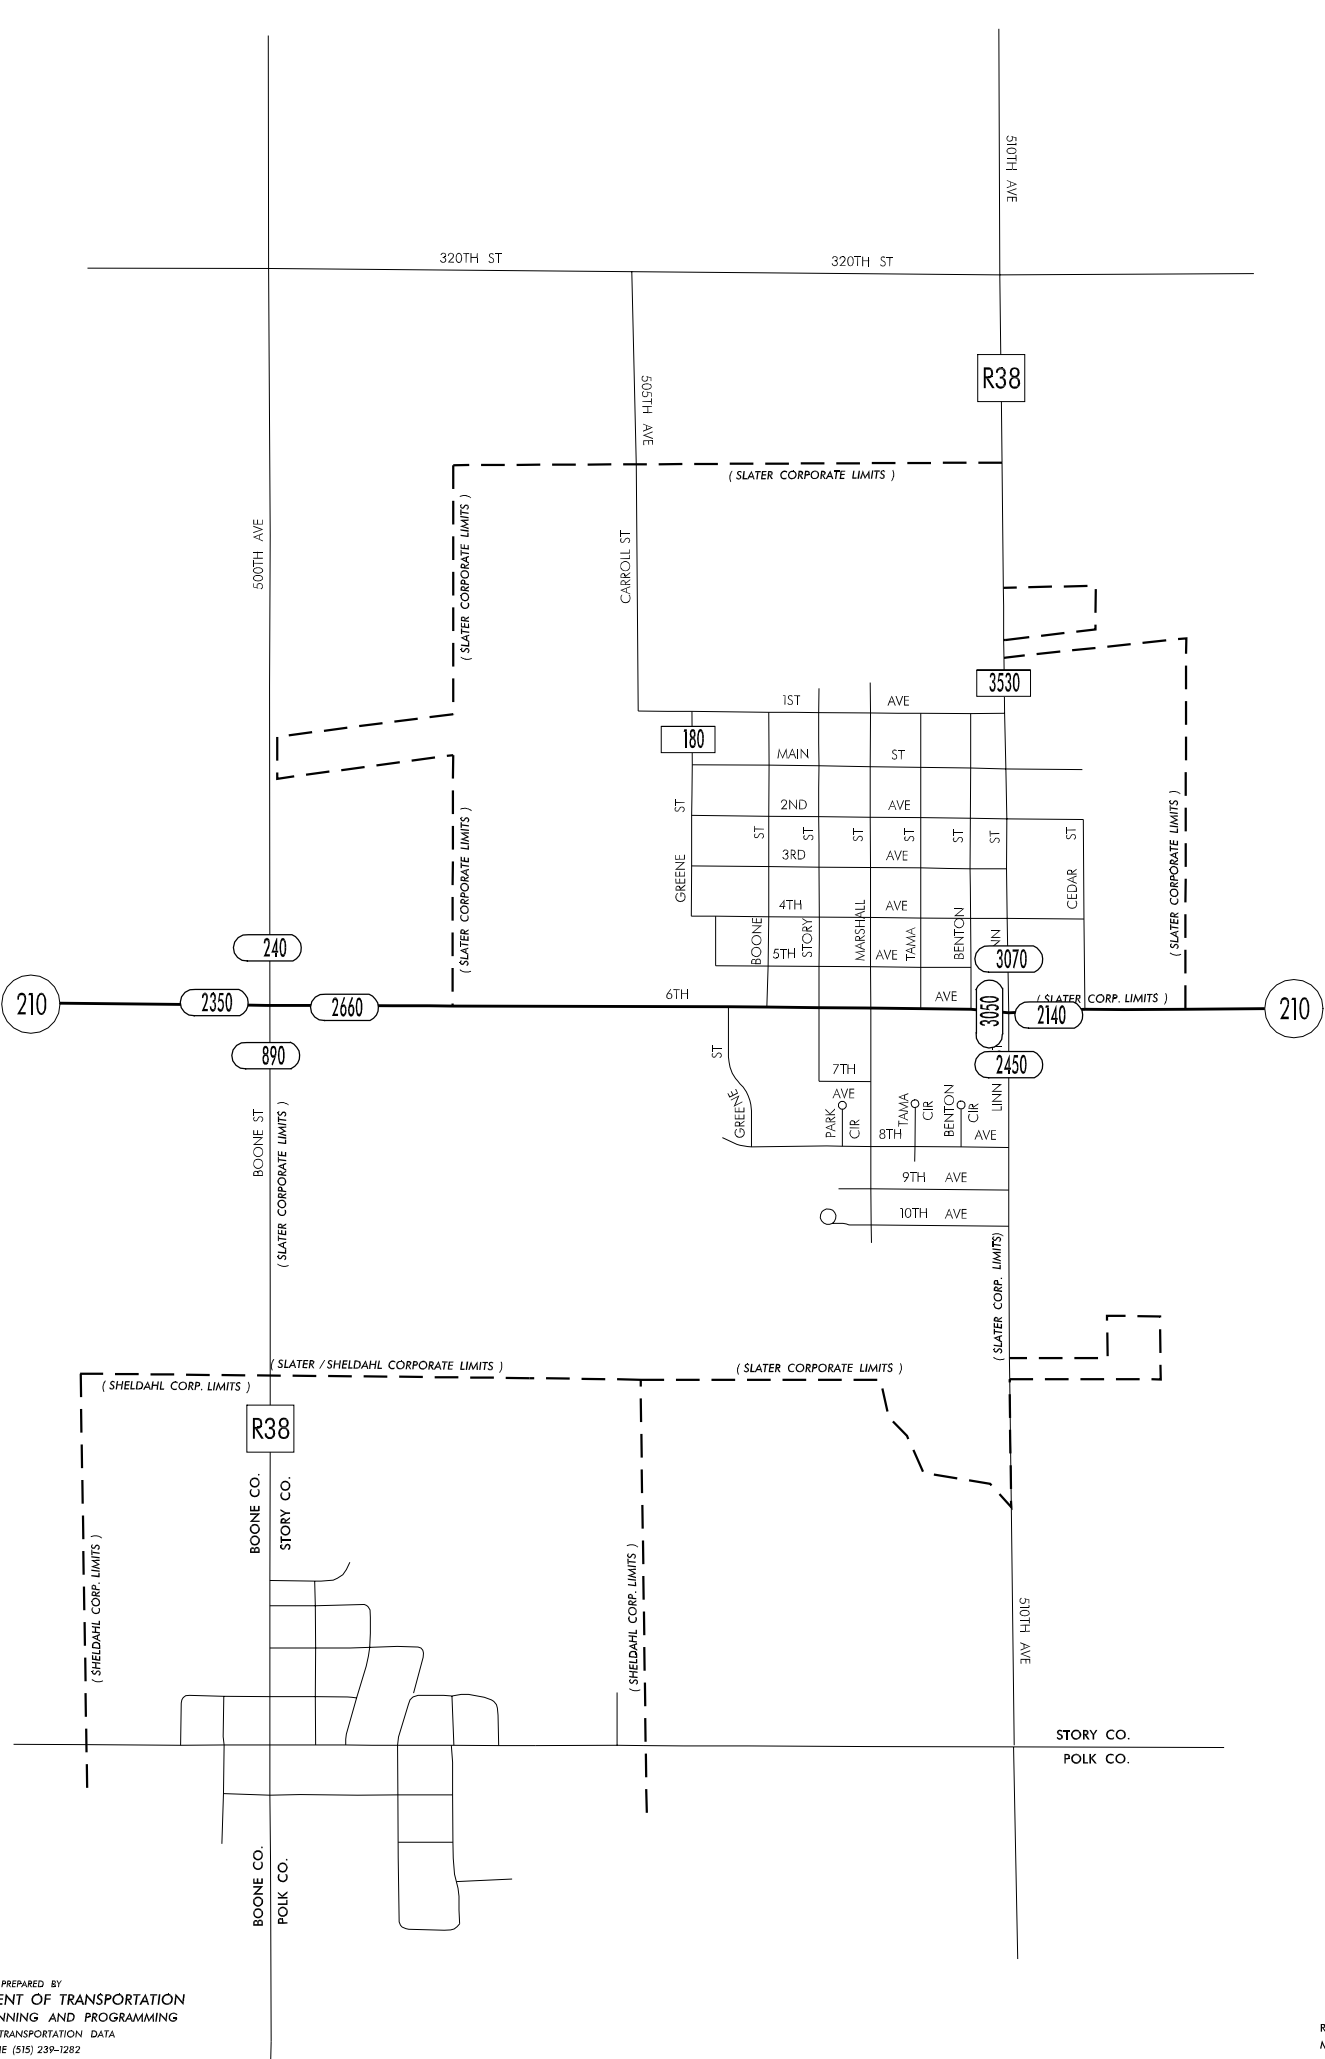 510TH AVE
320TH ST
320TH ST
505TH AVE
R38
( SLATER CORPORATE LIMITS )
( SLATER CORPORATE LIMITS )
500TH AVE
CARROLL ST
3530
1ST AVE
180
MAIN ST
2ND AVE
GREENE ST
BOONE ST
STORY ST
MARSHALL ST
TAMA ST
BENTON ST
ST
CEDAR ST
3RD AVE
4TH AVE
5TH AVE
( SLATER CORPORATE LIMITS )
( SLATER CORPORATE LIMITS )
240
3070
210
2350
2660
6TH AVE
3050
( SLATER CORP. LIMITS )
2140
210
890
2450
GREENE ST
7TH
AVE
PARK CIR
TAMA CIR
BENTON CIR
LINN
8TH AVE
BOONE ST
( SLATER CORPORATE LIMITS )
9TH AVE
10TH AVE
( SLATER CORP. LIMITS)
( SLATER / SHELDAHL CORPORATE LIMITS )
( SLATER CORPORATE LIMITS )
( SHELDAHL CORP. LIMITS )
R38
BOONE CO.
STORY CO.
( SHELDAHL CORP. LIMITS )
( SHELDAHL CORP. LIMITS )
510TH AVE
STORY CO.
POLK CO.
BOONE CO.
POLK CO.
PREPARED BY
ENT OF TRANSPORTATION
NNING AND PROGRAMMING
TRANSPORTATION DATA
NE (515) 239-1282
R